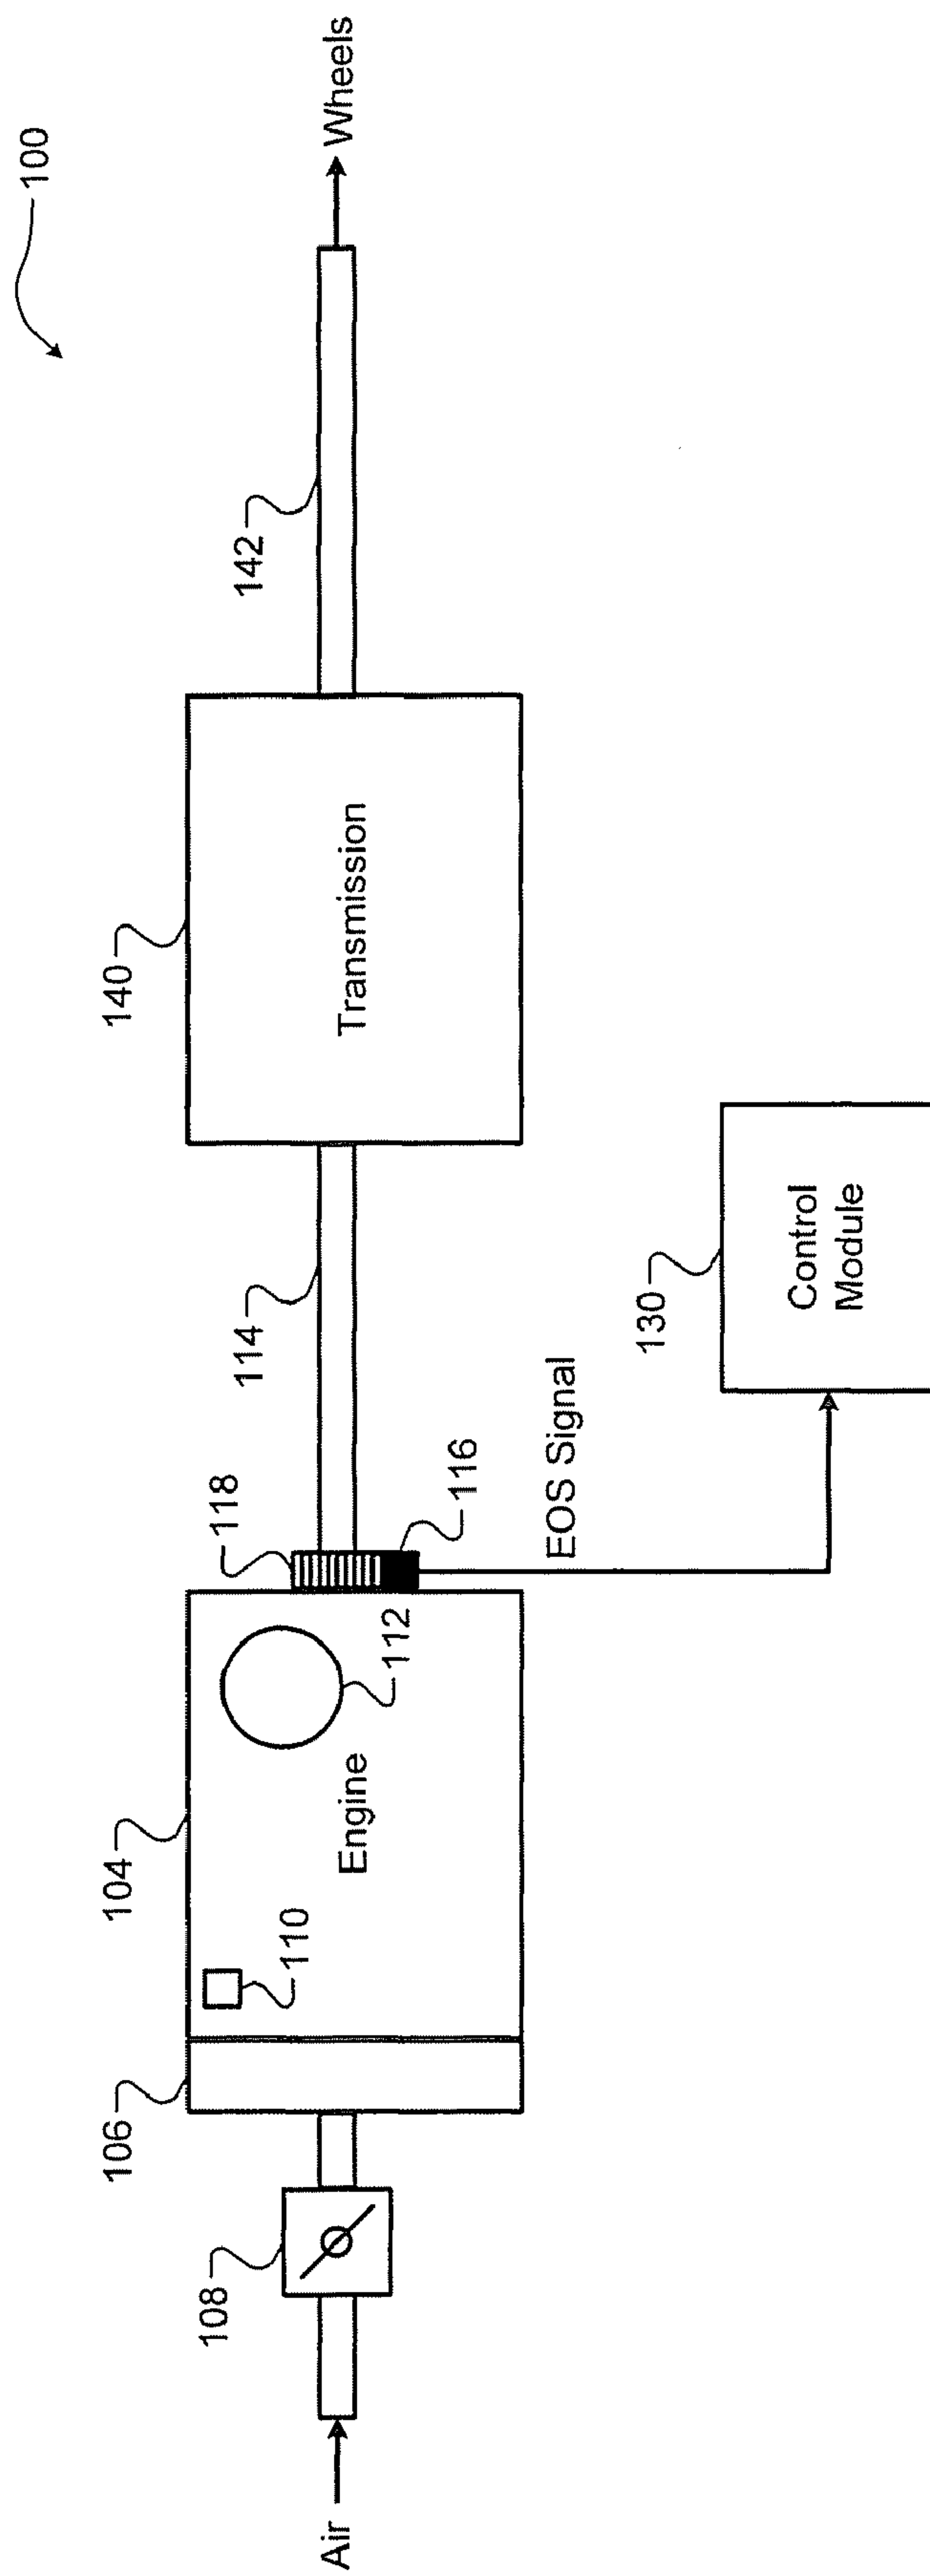 100
Air
108
106
110
104
Engine
112
118
116
EOS Signal
114
130
Control
Module
140
Transmission
142
Wheels